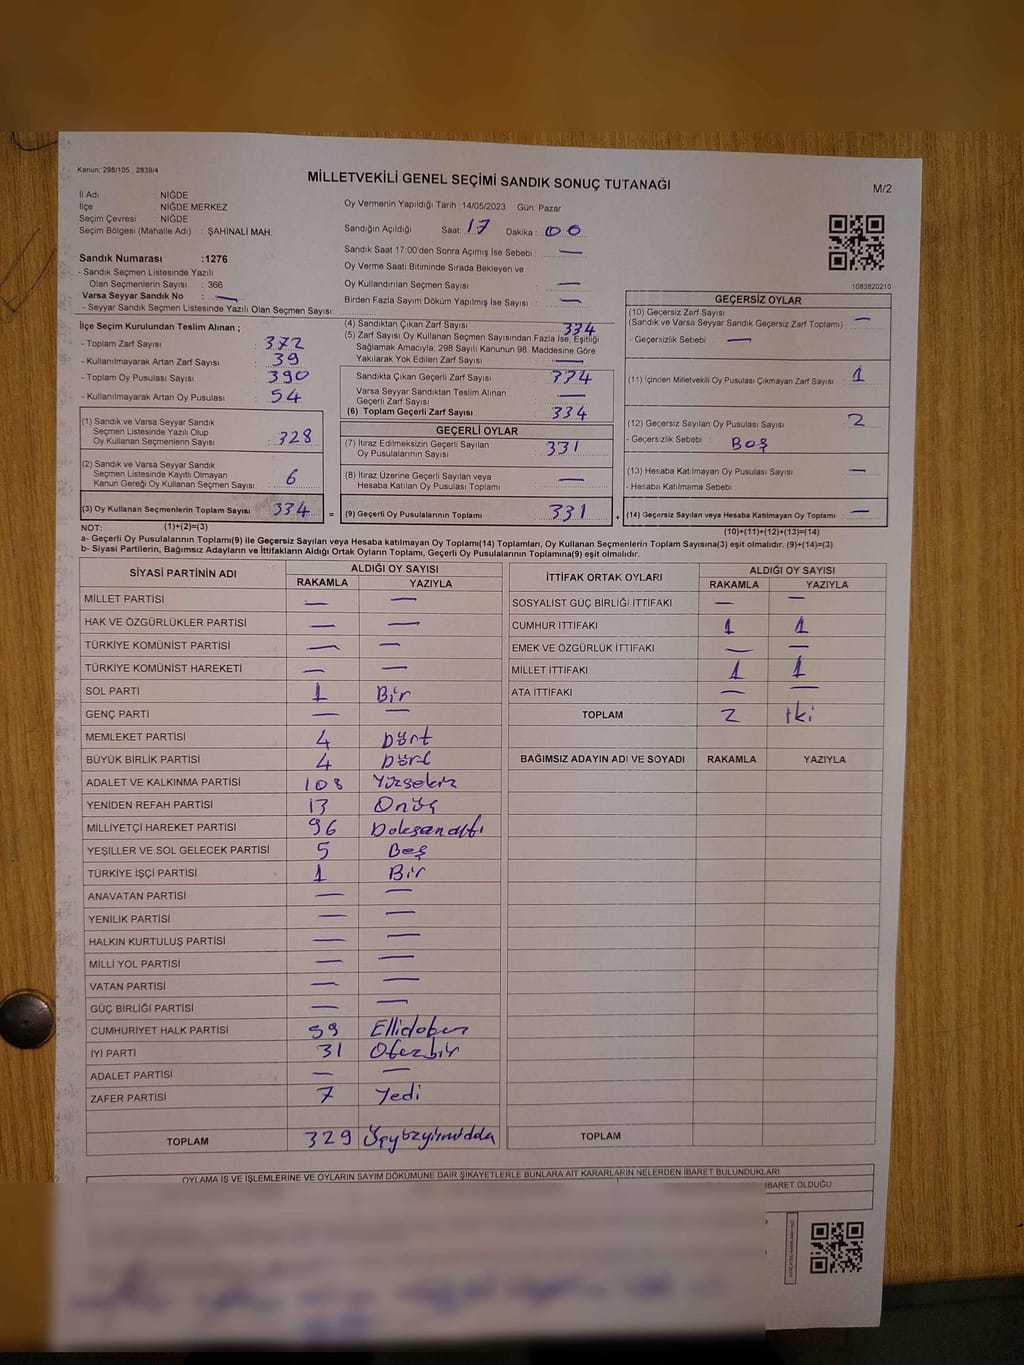 Kanun: 298/105 , 2839/4
MİLLETVEKİLİ GENEL SEÇİMİ SANDIK SONUÇ TUTANAĞI
M/2
İl Adı : NİĞDE
İlçe : NİĞDE MERKEZ
Seçim Çevresi : NİĞDE
Seçim Bölgesi (Mahalle Adı) : ŞAHİNALİ MAH.
Sandık Numarası :1276
- Sandık Seçmen Listesinde Yazılı
Olan Seçmenlerin Sayısı : 366
Varsa Seyyar Sandık No : —
- Seyyar Sandık Seçmen Listesinde Yazılı Olan Seçmen Sayısı:
Oy Vermenin Yapıldığı Tarih : 14/05/2023 Gün: Pazar
Sandığın Açıldığı Saat: 17 Dakika : 00
Sandık Saat 17:00'den Sonra Açımış İse Sebebi : —
Oy Verme Saati Bitiminde Sırada Bekleyen ve
Oy Kullandırılan Seçmen Sayısı —
Birden Fazla Sayım Döküm Yapılmış İse Sayısı : —
1083820210
İlçe Seçim Kurulundan Teslim Alınan ;
- Toplam Zarf Sayısı : 372
- Kullanılmayarak Artan Zarf Sayısı : 39
- Toplam Oy Pusulası Sayısı : 390
- Kullanılmayarak Artan Oy Pusulası : 54
(1) Sandık ve Varsa Seyyar Sandık
Seçmen Listesinde Yazılı Olup
Oy Kullanan Seçmenlerin Sayısı : 328
(2) Sandık ve Varsa Seyyar Sandık
Seçmen Listesinde Kayıtlı Olmayan
Kanun Gereği Oy Kullanan Seçmen Sayısı : 6
(3) Oy Kullanan Seçmenlerin Toplam Sayısı : 334
(4) Sandıktan Çıkan Zarf Sayısı 334
(5) Zarf Sayısı Oy Kullanan Seçmen Sayısından Fazla İse, Eşitliği
Sağlamak Amacıyla; 298 Sayılı Kanunun 98. Maddesine Göre
Yakılarak Yok Edilen Zarf Sayısı —
Sandıkta Çıkan Geçerli Zarf Sayısı 334
Varsa Seyyar Sandıktan Teslim Alınan
Geçerli Zarf Sayısı —
(6) Toplam Geçerli Zarf Sayısı 334
GEÇERLİ OYLAR
(7) İtiraz Edilmeksizin Geçerli Sayılan
Oy Pusulalarının Sayısı 331
(8) İtiraz Üzerine Geçerli Sayılan veya
Hesaba Katılan Oy Pusulası Toplamı —
= (9) Geçerli Oy Pusulalarının Toplamı 331 +
GEÇERSİZ OYLAR
(10) Geçersiz Zarf Sayısı
(Sandık ve Varsa Seyyar Sandık Geçersiz Zarf Toplamı) —
- Geçersizlik Sebebi : —
(11) İçinden Milletvekili Oy Pusulası Çıkmayan Zarf Sayısı 1
(12) Geçersiz Sayılan Oy Pusulası Sayısı : 2
- Geçersizlik Sebebi : Boş
(13) Hesaba Katılmayan Oy Pusulası Sayısı —
- Hesaba Katılmama Sebebi :
(14) Geçersiz Sayılan veya Hesaba Katılmayan Oy Toplamı —
NOT: (1)+(2)=(3)
(10)+(11)+(12)+(13)=(14)
a- Geçerli Oy Pusulalarının Toplamı(9) ile Geçersiz Sayılan veya Hesaba katılmayan Oy Toplamı(14) Toplamları, Oy Kullanan Seçmenlerin Toplam Sayısına(3) eşit olmalıdır. (9)+(14)=(3)
b- Siyasi Partilerin, Bağımsız Adayların ve İttifakların Aldığı Ortak Oyların Toplamı, Geçerli Oy Pusulalarının Toplamına(9) eşit olmalıdır.
SİYASİ PARTİNİN ADI ALDIĞI OY SAYISI
RAKAMLA YAZIYLA
MİLLET PARTİSİ — —
HAK VE ÖZGÜRLÜKLER PARTİSİ — —
TÜRKİYE KOMÜNİST PARTİSİ — —
TÜRKİYE KOMÜNİST HAREKETİ — —
SOL PARTİ 1 Bir
GENÇ PARTİ — —
MEMLEKET PARTİSİ 4 Dört
BÜYÜK BİRLİK PARTİSİ 4 Dört
ADALET VE KALKINMA PARTİSİ 108 Yüzsekiz
YENİDEN REFAH PARTİSİ 13 Onüç
MİLLİYETÇİ HAREKET PARTİSİ 96 Doksanaltı
YEŞİLLER VE SOL GELECEK PARTİSİ 5 Beş
TÜRKİYE İŞÇİ PARTİSİ 1 Bir
ANAVATAN PARTİSİ — —
YENİLİK PARTİSİ — —
HALKIN KURTULUŞ PARTİSİ — —
MİLLİ YOL PARTİSİ — —
VATAN PARTİSİ — —
GÜÇ BİRLİĞİ PARTİSİ — —
CUMHURİYET HALK PARTİSİ 59 Ellidokuz
İYİ PARTİ 31 Otuzbir
ADALET PARTİSİ — —
ZAFER PARTİSİ 7 Yedi
TOPLAM 329
İTTİFAK ORTAK OYLARI ALDIĞI OY SAYISI
RAKAMLA YAZIYLA
SOSYALİST GÜÇ BİRLİĞİ İTTİFAKI — —
CUMHUR İTTİFAKI 1 1
EMEK VE ÖZGÜRLÜK İTTİFAKI — —
MİLLET İTTİFAKI 1 1
ATA İTTİFAKI — —
TOPLAM 2 İki
BAĞIMSIZ ADAYIN ADI VE SOYADI RAKAMLA YAZIYLA
TOPLAM
OYLAMA İŞ VE İŞLEMLERİNE VE OYLARIN SAYIM DÖKÜMÜNE DAİR ŞİKAYETLERLE BUNLARA AİT KARARLARIN NELERDEN İBARET BULUNDUKLARI
İBARET OLDUĞU